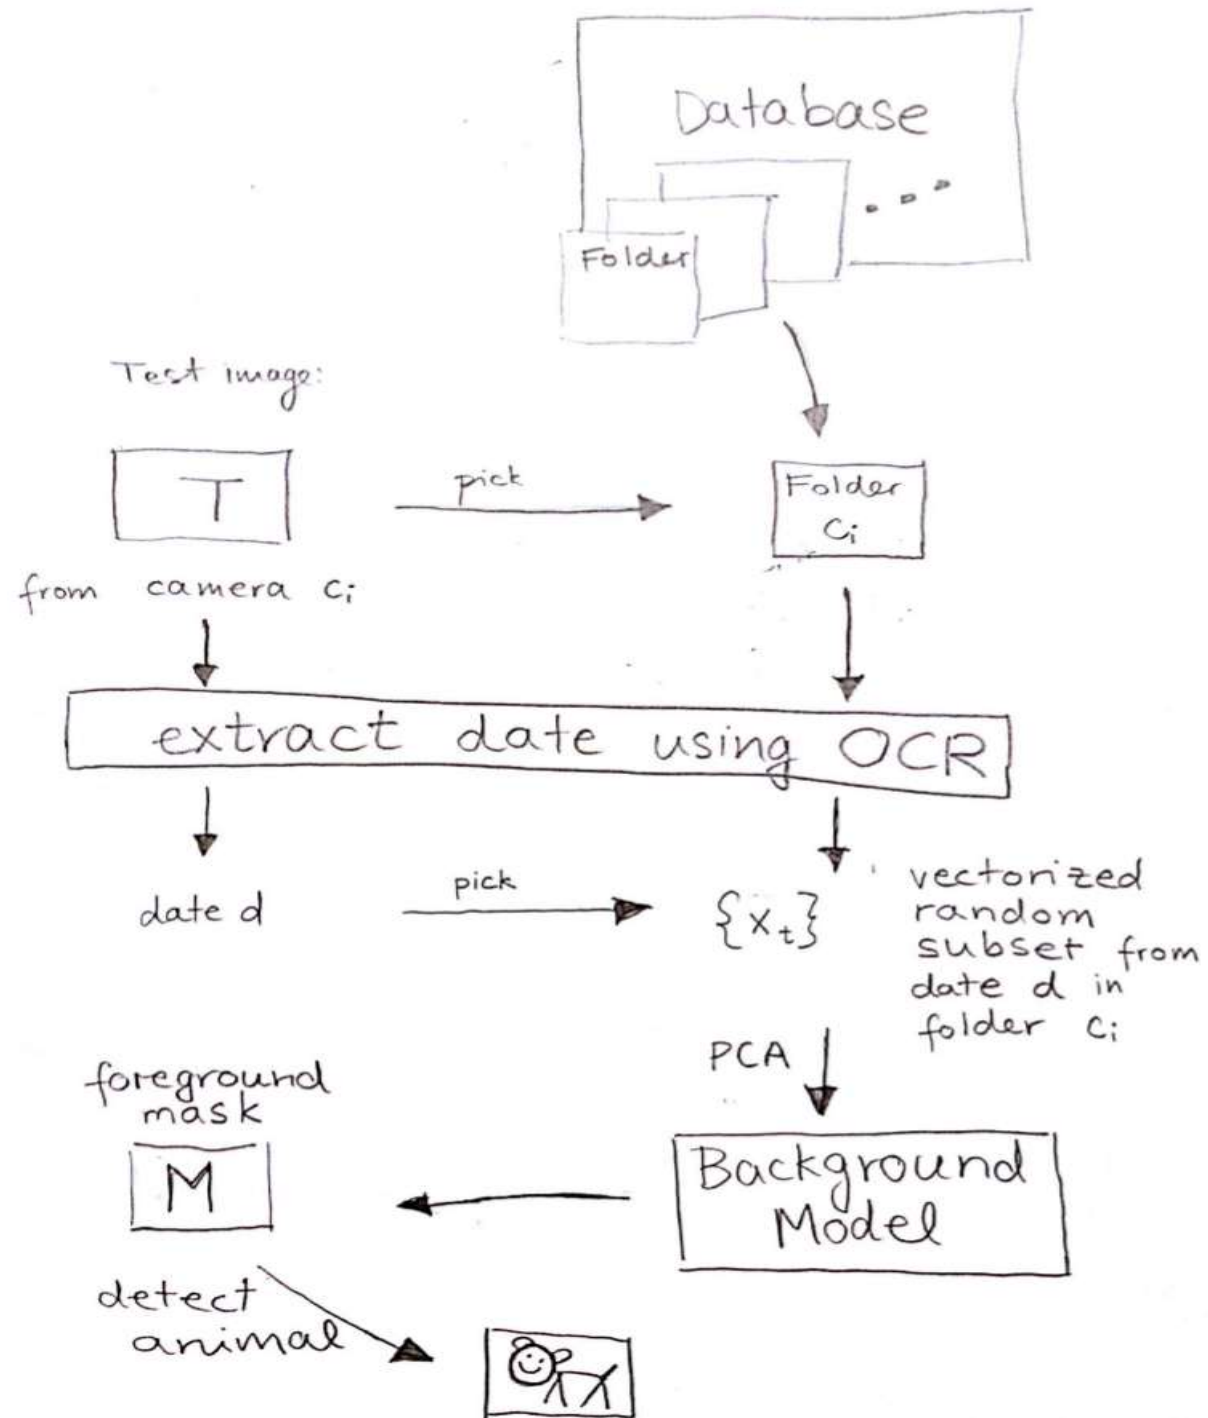 Database
Folder
Test image:
T
pick
Folder
Ci
from camera Ci
extract date using OCR
date d
pick
{x_t}
vectorized
random
subset from
date d in
folder Ci
PCA
foreground
mask
M
Background
Model
detect
animal